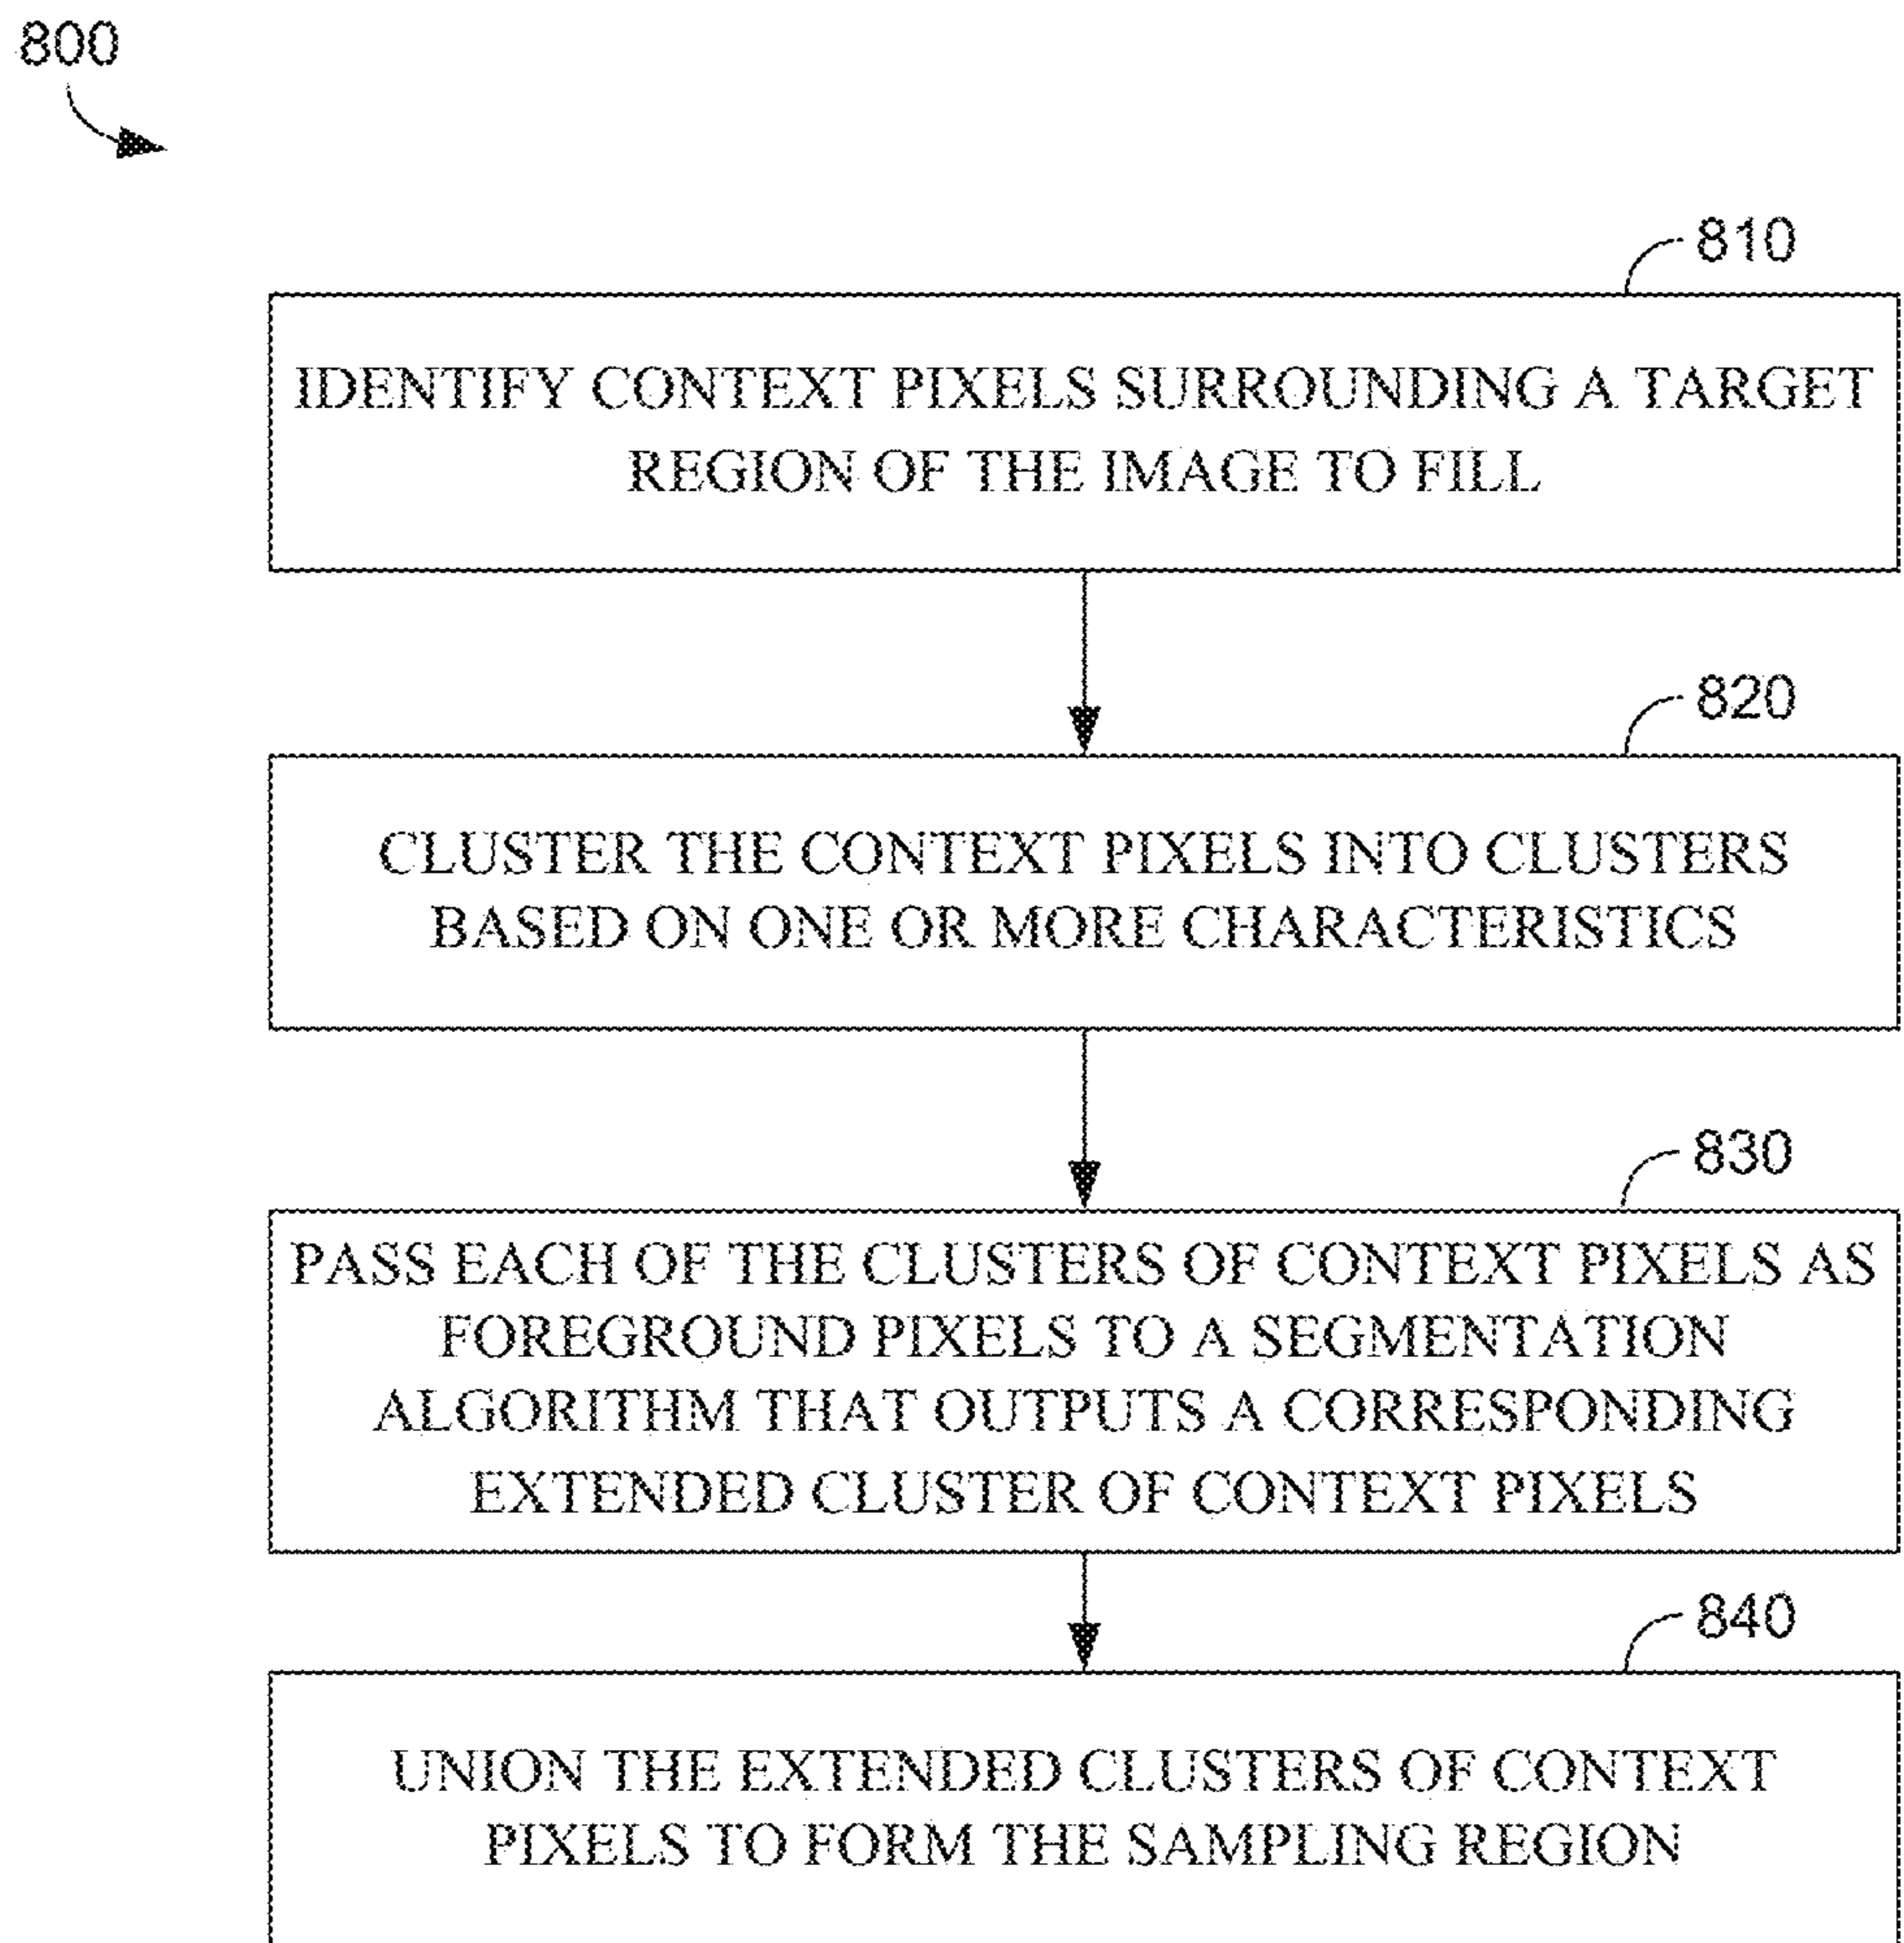 800
810
IDENTIFY CONTEXT PIXELS SURROUNDING A TARGET
REGION OF THE IMAGE TO FILL
820
CLUSTER THE CONTEXT PIXELS INTO CLUSTERS
BASED ON ONE OR MORE CHARACTERISTICS
830
PASS EACH OF THE CLUSTERS OF CONTEXT PIXELS AS
FOREGROUND PIXELS TO A SEGMENTATION
ALGORITHM THAT OUTPUTS A CORRESPONDING
EXTENDED CLUSTER OF CONTEXT PIXELS
840
UNION THE EXTENDED CLUSTERS OF CONTEXT
PIXELS TO FORM THE SAMPLING REGION